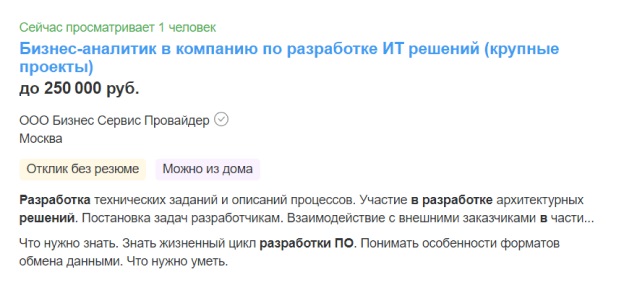 Сейчас просматривает 1 человек
Бизнес-аналитик в компанию по разработке ИТ решений (крупные
проекты)
до 250 000 руб.
ООО Бизнес Сервис Провайдер
Москва
Отклик без резюме Можно из дома
Разработка технических заданий и описаний процессов. Участие в разработке архитектурных
решений. Постановка задач разработчикам. Взаимодействие с внешними заказчиками в части...
Что нужно знать. Знать жизненный цикл разработки ПО. Понимать особенности форматов
обмена данными. Что нужно уметь.